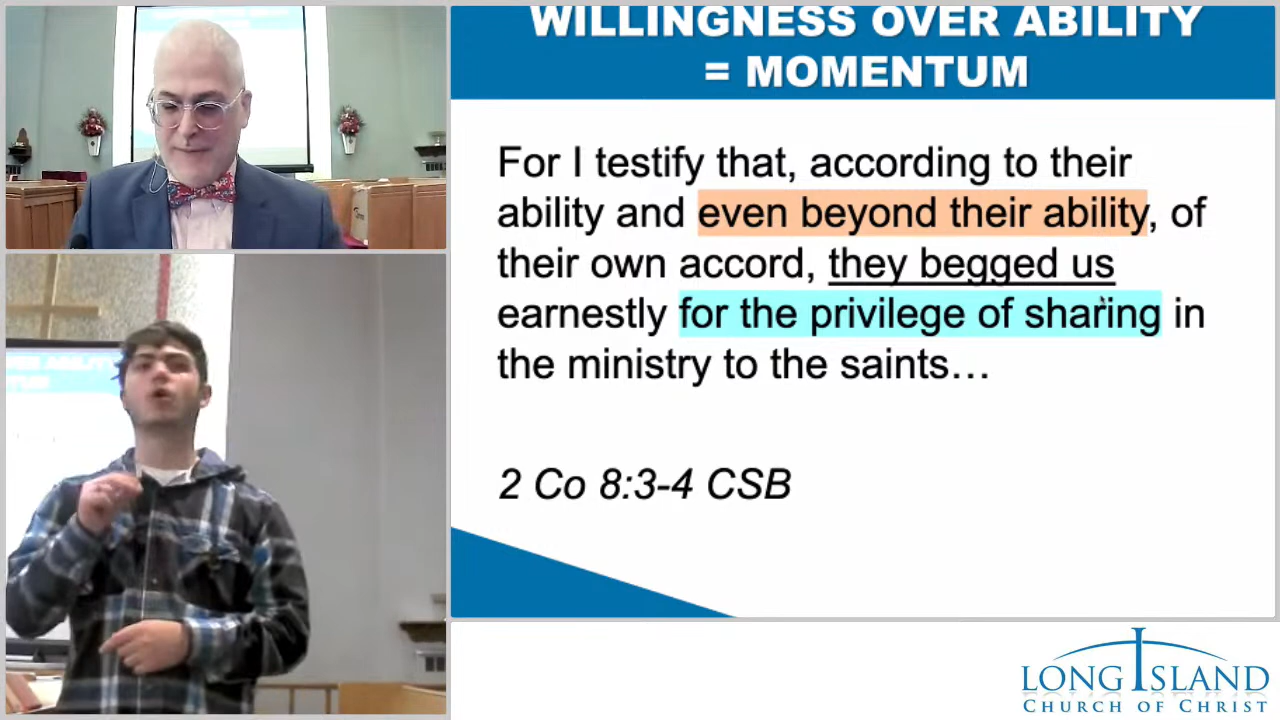 WILLINGNESS OVER ABILITY
= MOMENTUM
For I testify that, according to their
ability and even beyond their ability, of
their own accord, they begged us
earnestly for the privilege of sharing in
the ministry to the saints…
2 Co 8:3-4 CSB
LONG ISLAND
CHURCH OF CHRIST